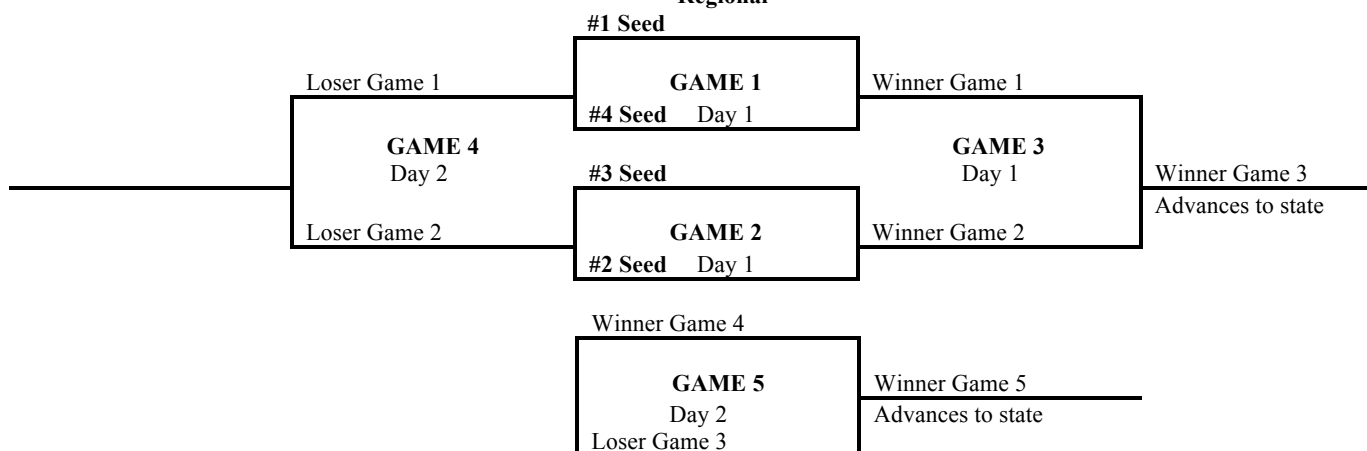 Regional
#1 Seed
Loser Game 1
GAME 1
Winner Game 1
#4 Seed Day 1
GAME 4
GAME 3
Day 2
#3 Seed
Day 1
Winner Game 3
Advances to state
Loser Game 2
GAME 2
Winner Game 2
#2 Seed Day 1
Winner Game 4
GAME 5
Winner Game 5
Day 2
Advances to state
Loser Game 3